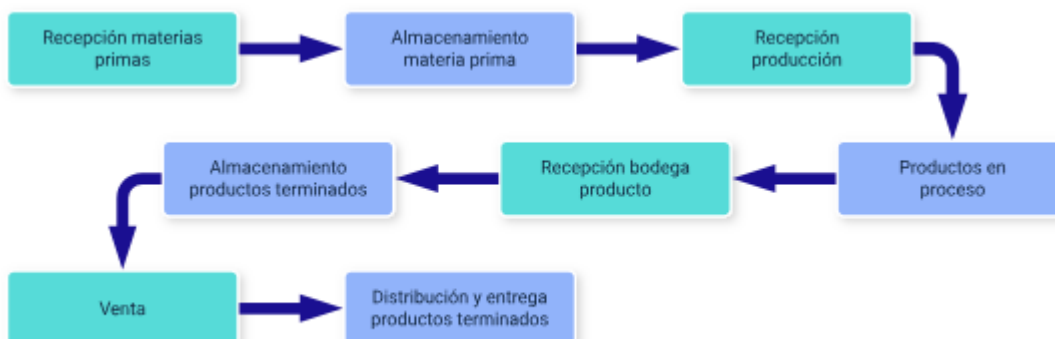 Recepción materias
primas
Almacenamiento
materia prima
Recepción
producción
Productos en
proceso
Recepción bodega
producto
Almacenamiento
productos terminados
Venta
Distribución y entrega
productos terminados